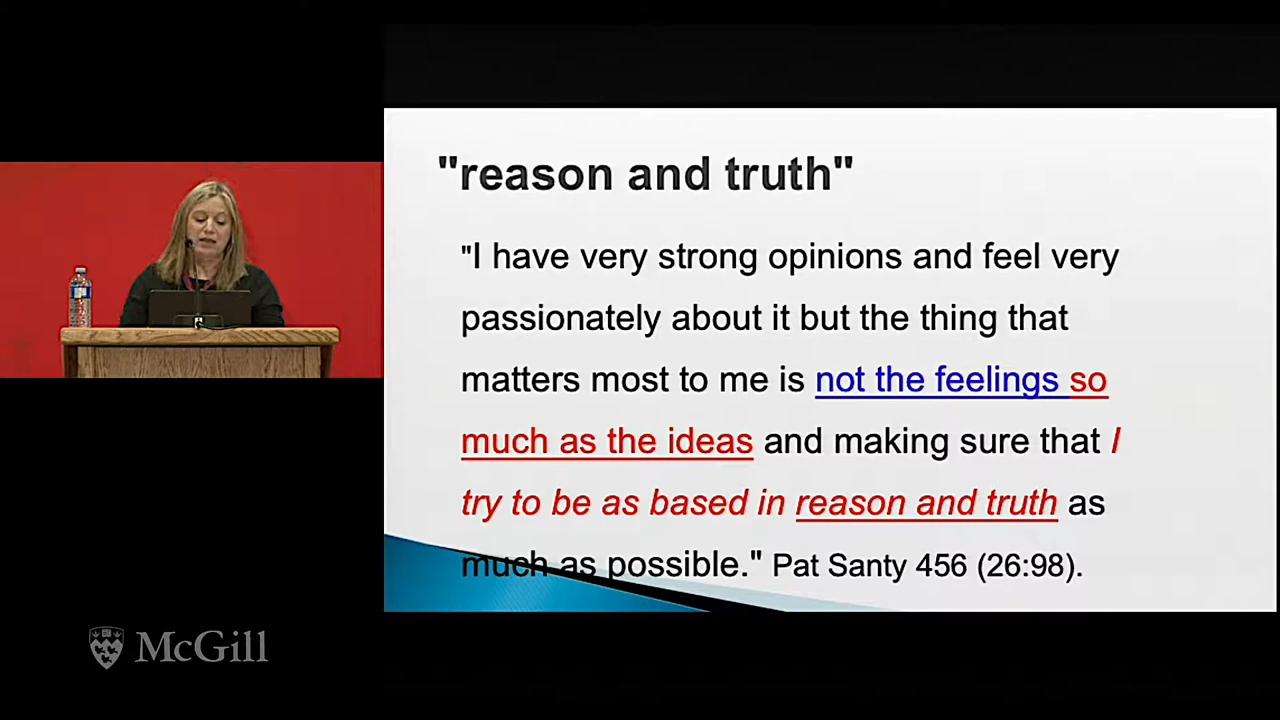 "reason and truth"
"I have very strong opinions and feel very
passionately about it but the thing that
matters most to me is not the feelings so
much as the ideas and making sure that I
try to be as based in reason and truth as
much as possible." Pat Santy 456 (26:98).
McGill